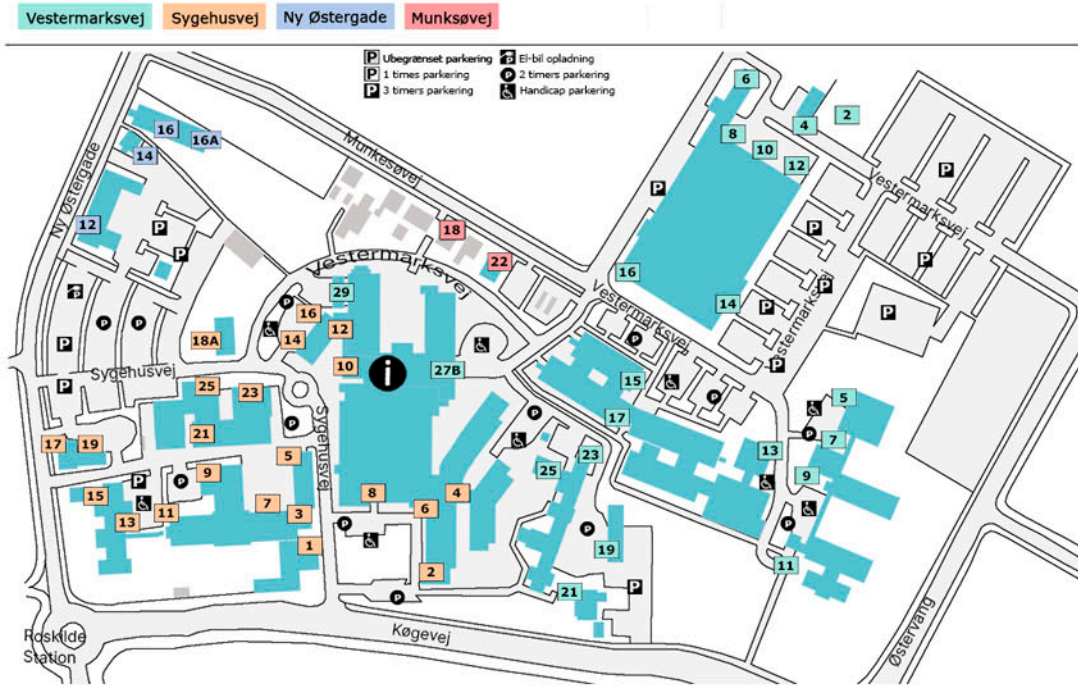 Vestermarksvej Sygehusvej Ny Østergade Munksøvej
P Ubegrænset parkering P El-bil opladning
P 1 times parkering P 2 timers parkering
P 3 timers parkering Handicap parkering
6
2
4
8
10
12
16
16A
14
Munkesøvej
Ny Østergade
P
Vestermarksvej
P
12
P
P
18
22
P
P
Vestermarksvej
16
14
P
P
P
Vestermarksvej
Vestermarksvej
P
29
P
P
P
P
16
12
14
18A
P
P
P
10
i
27B
P
Sygehusvej
P
25
23
15
P
5
21
P
Sygehusvej
P
17
7
P
17
19
5
23
13
9
15
P
P
9
25
8
4
11
13
7
3
6
P
P
P
1
19
11
2
21
P
P
Køgevej
Østervang
Roskilde
Station